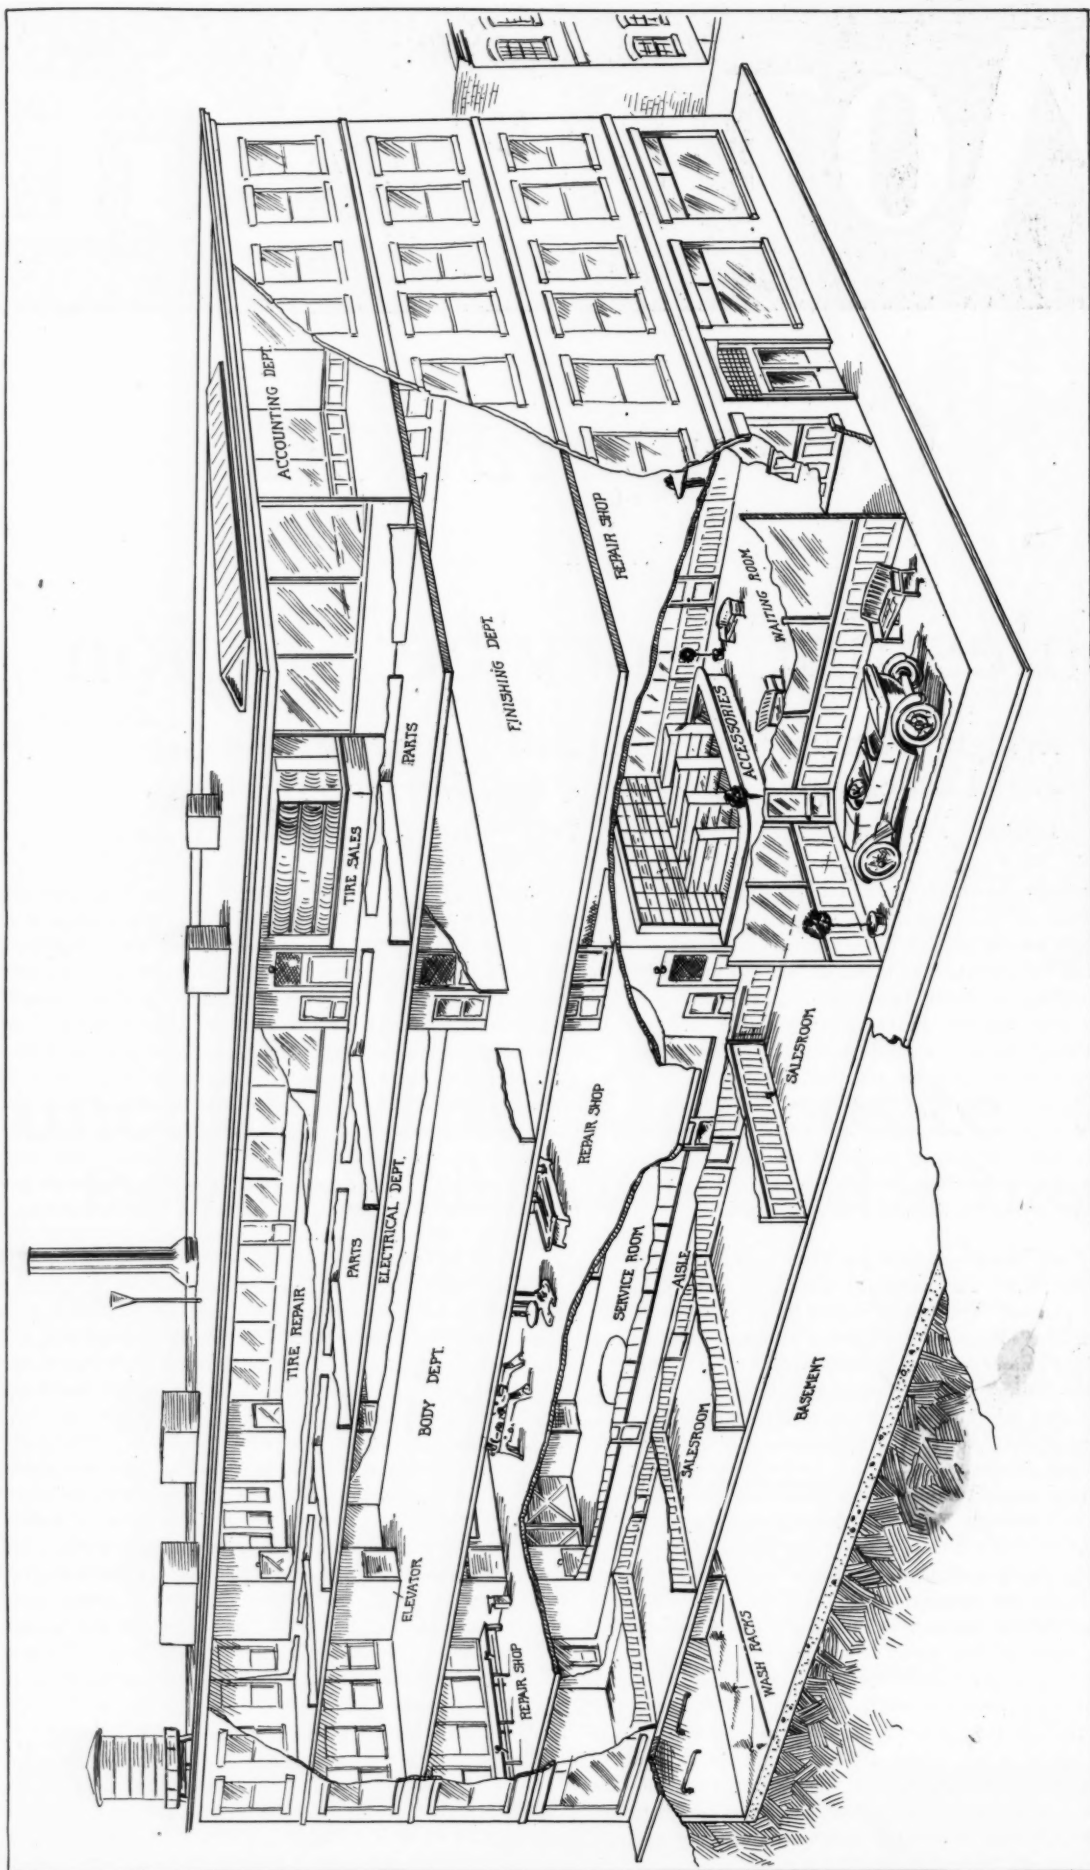 ACCOUNTING DEPT.
TIRE SALES
PARTS
TIRE REPAIR
PARTS
ELECTRICAL DEPT.
FINISHING DEPT.
BODY DEPT.
ELEVATOR
REPAIR SHOP
REPAIR SHOP
REPAIR SHOP
WAITING ROOM
ACCESSORIES
SERVICE ROOM
AISLE
SALESROOM
SALESROOM
BASEMENT
WASH RACKS